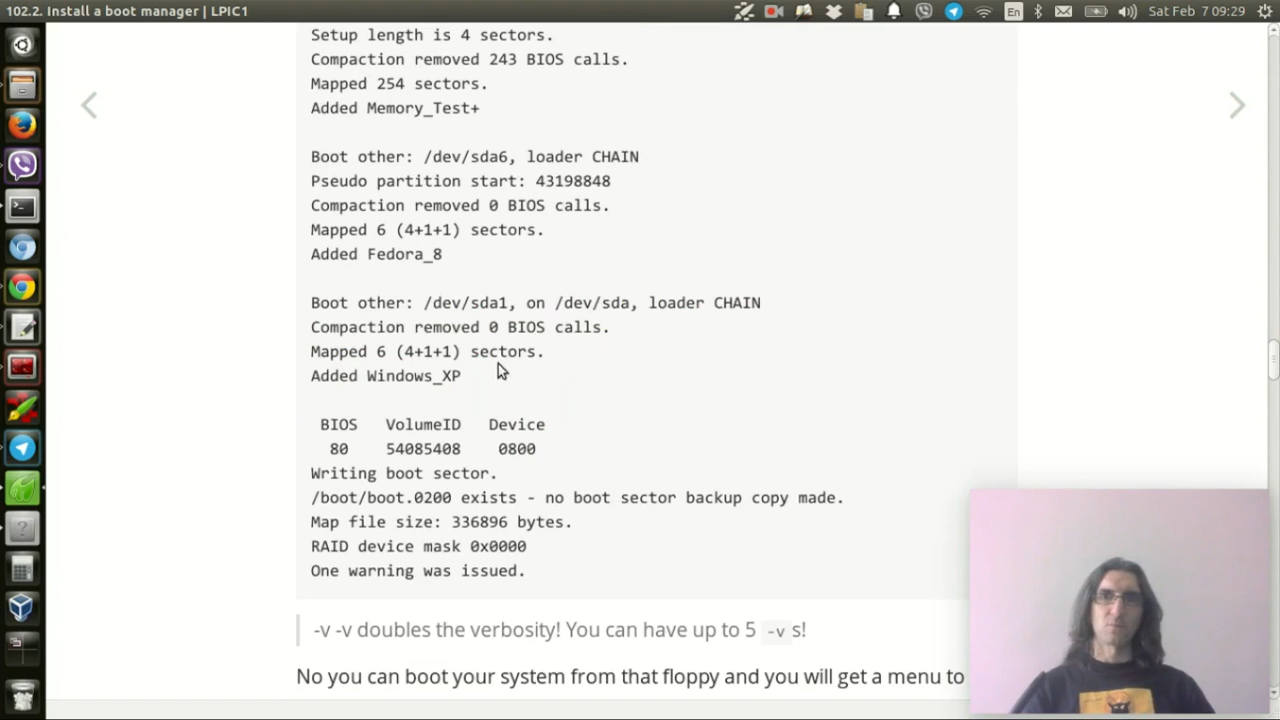 102.2. Install a boot manager | LPIC1
En
Sat Feb 7 09:29
Setup length is 4 sectors.
Compaction removed 243 BIOS calls.
Mapped 254 sectors.
Added Memory_Test+
Boot other: /dev/sda6, loader CHAIN
Pseudo partition start: 43198848
Compaction removed 0 BIOS calls.
Mapped 6 (4+1+1) sectors.
Added Fedora_8
Boot other: /dev/sda1, on /dev/sda, loader CHAIN
Compaction removed 0 BIOS calls.
Mapped 6 (4+1+1) sectors.
Added Windows_XP
BIOS VolumeID Device
80 54085408 0800
Writing boot sector.
/boot/boot.0200 exists - no boot sector backup copy made.
Map file size: 336896 bytes.
RAID device mask 0x0000
One warning was issued.
-v -v doubles the verbosity! You can have up to 5 -v s!
No you can boot your system from that floppy and you will get a menu to